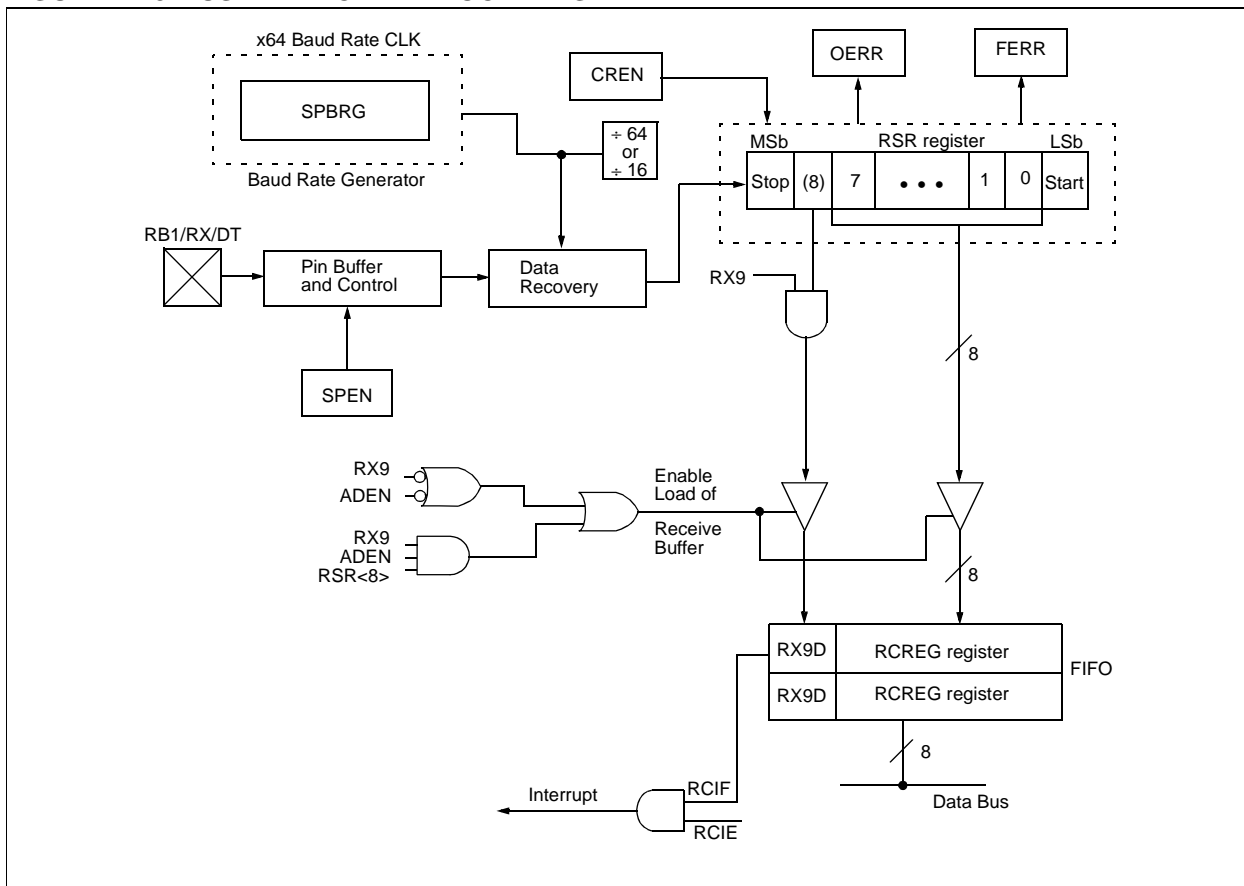 x64 Baud Rate CLK
SPBRG
Baud Rate Generator
CREN
OERR
FERR
÷ 64
or
÷ 16
MSb
RSR register
LSb
Stop
(8)
7
• • •
1
0
Start
RB1/RX/DT
Pin Buffer
and Control
Data
Recovery
RX9
SPEN
8
RX9
ADEN
Enable
Load of
Receive
Buffer
RX9
ADEN
RSR<8>
8
RX9D
RCREG register
RX9D
RCREG register
FIFO
8
Data Bus
Interrupt
RCIF
RCIE